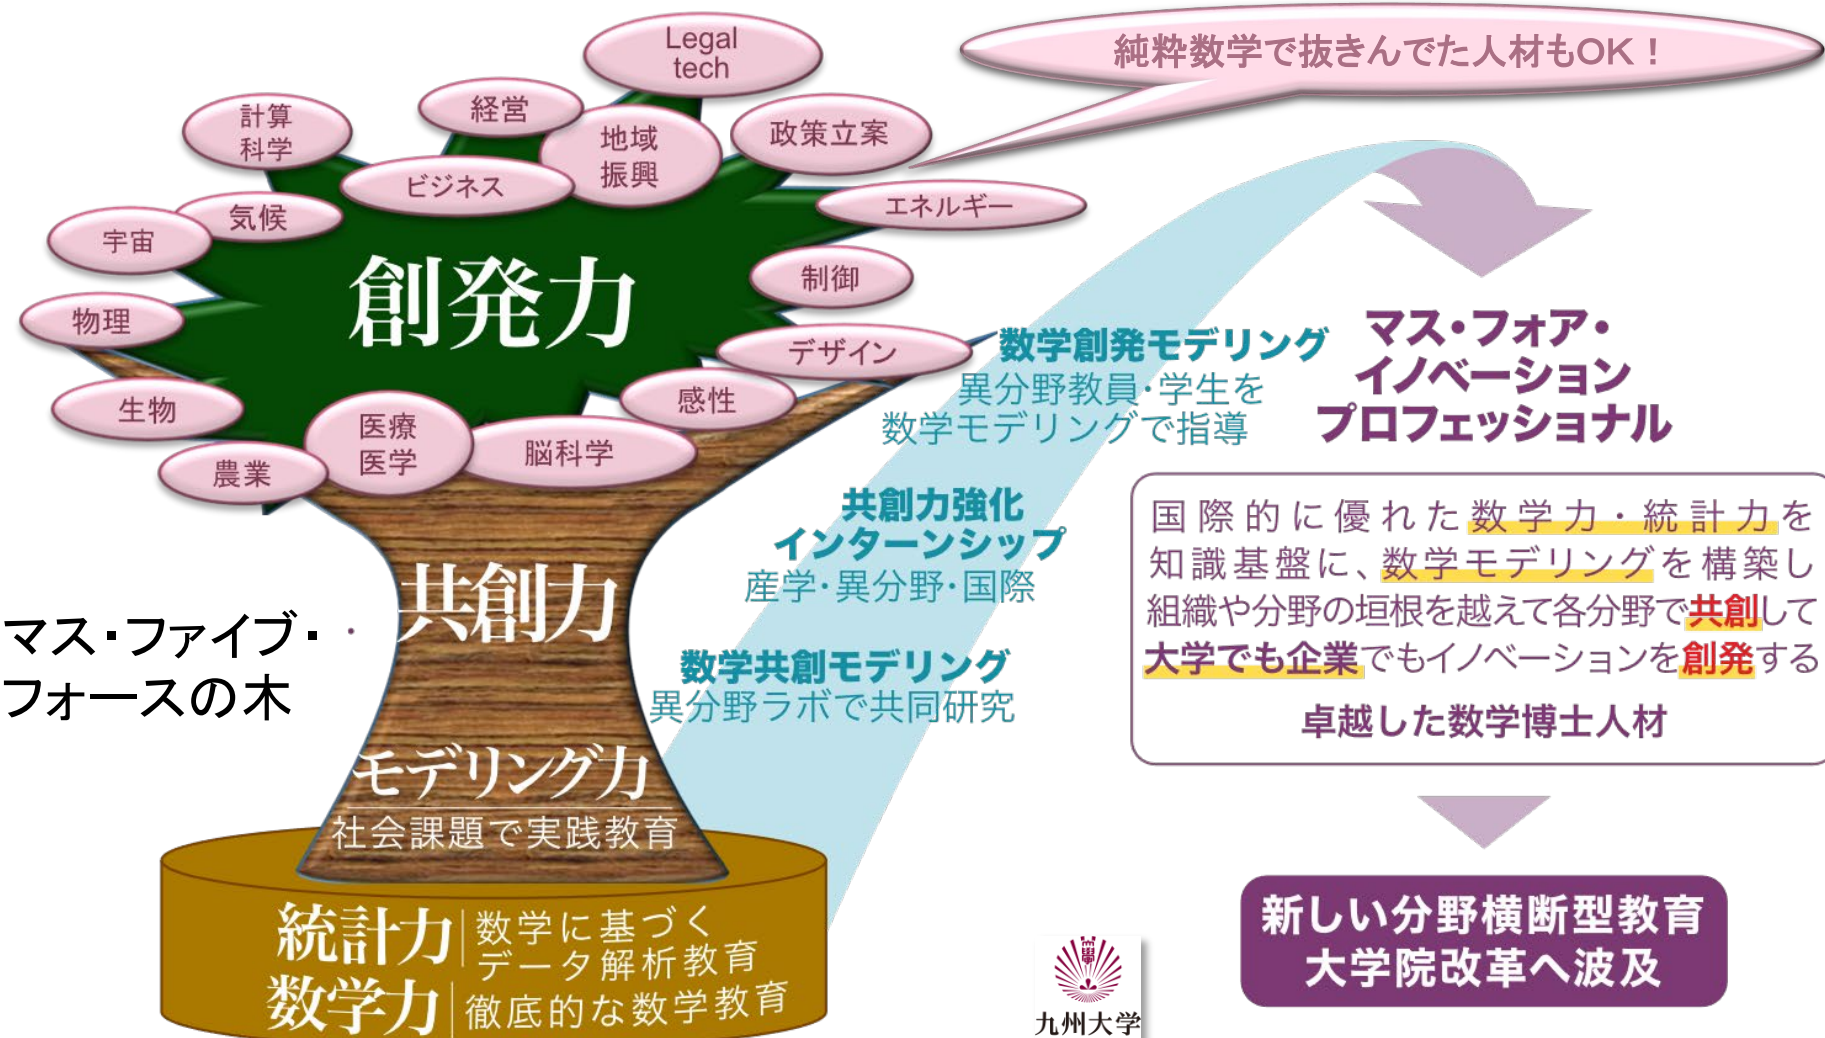 Legal
tech
純粋数学で抜きんでた人材もOK！
計算
科学
経営
地域
振興
政策立案
ビジネス
エネルギー
気候
宇宙
創発力
制御
物理
デザイン
生物
感性
医療
医学
脳科学
農業
数学創発モデリング
異分野教員・学生を
数学モデリングで指導
共創力強化
インターンシップ
産学・異分野・国際
共創力
数学共創モデリング
異分野ラボで共同研究
マス・ファイブ・
フォースの木
モデリング力
社会課題で実践教育
統計力 数学に基づく
データ解析教育
数学力 徹底的な数学教育
マス・フォア・
イノベーション
プロフェッショナル
国際的に優れた数学力・統計力を
知識基盤に、数学モデリングを構築し
組織や分野の垣根を越えて各分野で共創して
大学でも企業でもイノベーションを創発する
卓越した数学博士人材
新しい分野横断型教育
大学院改革へ波及
九州大学